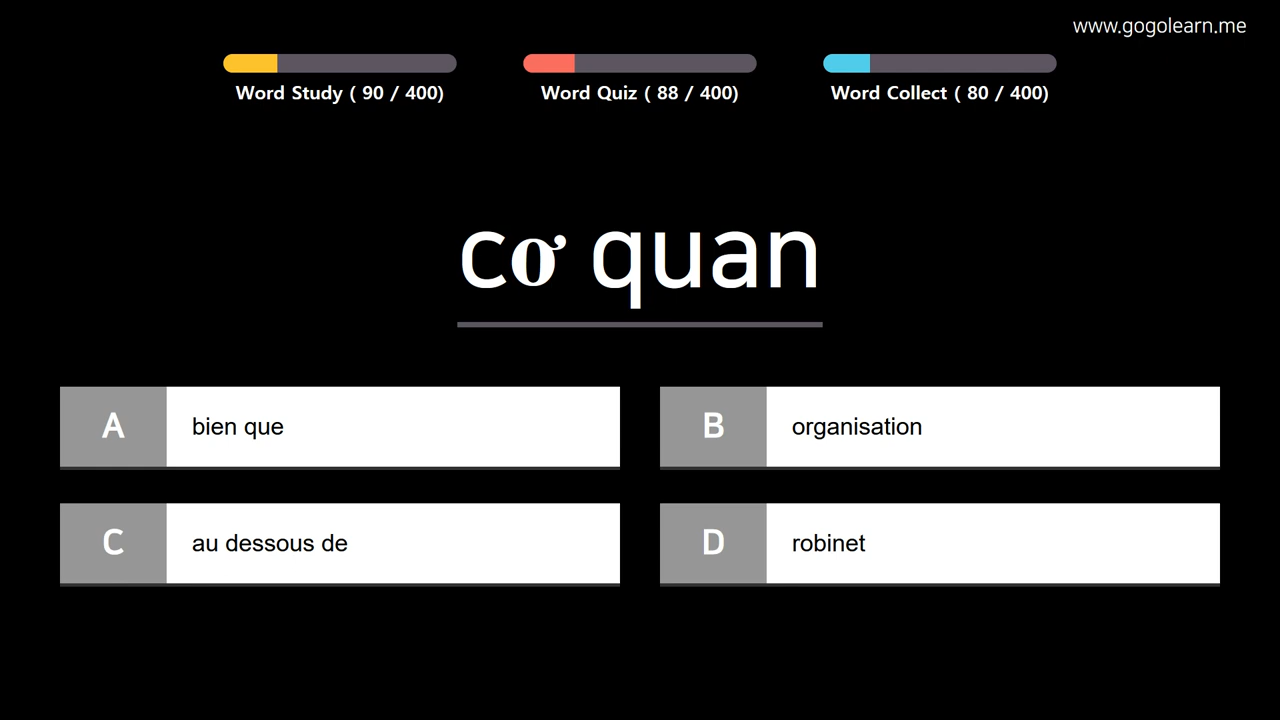 www.gogolearn.me
Word Study ( 90 / 400)
Word Quiz ( 88 / 400)
Word Collect ( 80 / 400)
cơ quan
A
bien que
B
organisation
C
au dessous de
D
robinet